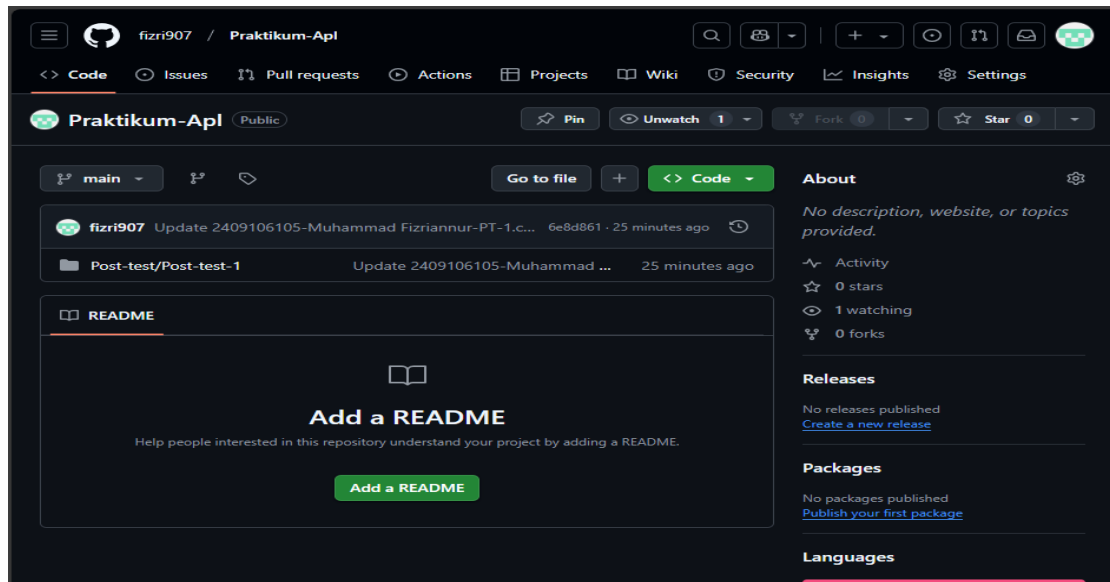 fizri907 / Praktikum-Apl
Code Issues Pull requests Actions Projects Wiki Security Insights Settings
Praktikum-Apl Public Pin Unwatch 1 Fork 0 Star 0
main Go to file Code
fizri907 Update 2409106105-Muhammad Fizriannur-PT-1.c... 6e8d861 · 25 minutes ago
Post-test/Post-test-1 Update 2409106105-Muhammad ... 25 minutes ago
README
Add a README
Help people interested in this repository understand your project by adding a README.
Add a README
About
No description, website, or topics
provided.
Activity
0 stars
1 watching
0 forks
Releases
No releases published
Create a new release
Packages
No packages published
Publish your first package
Languages